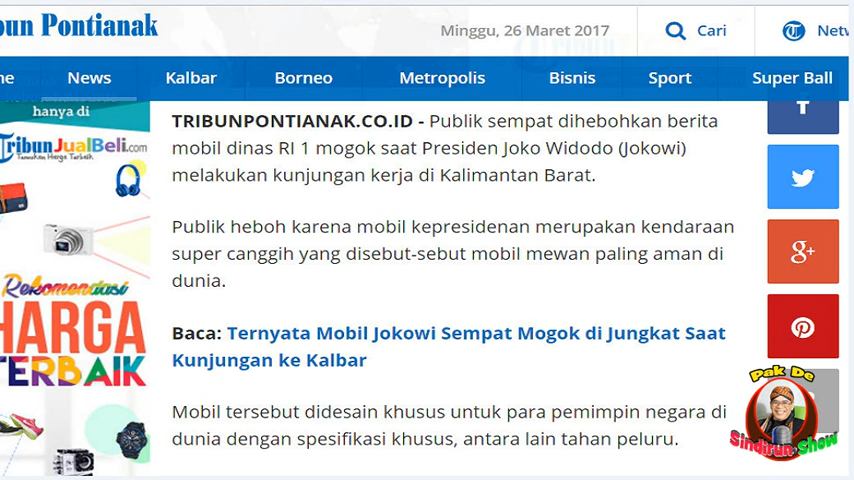 bun Pontianak
Minggu, 26 Maret 2017
Cari
Netw
me
News
Kalbar
Borneo
Metropolis
Bisnis
Sport
Super Ball
hanya di
TribunJualBeli.com
Temukan Harga Terbaik
Rekomendasi
HARGA
TERBAIK
TRIBUNPONTIANAK.CO.ID - Publik sempat dihebohkan berita
mobil dinas RI 1 mogok saat Presiden Joko Widodo (Jokowi)
melakukan kunjungan kerja di Kalimantan Barat.
Publik heboh karena mobil kepresidenan merupakan kendaraan
super canggih yang disebut-sebut mobil mewan paling aman di
dunia.
Baca: Ternyata Mobil Jokowi Sempat Mogok di Jungkat Saat
Kunjungan ke Kalbar
Mobil tersebut didesain khusus untuk para pemimpin negara di
dunia dengan spesifikasi khusus, antara lain tahan peluru.
g+
Pak De
Sindirun Show